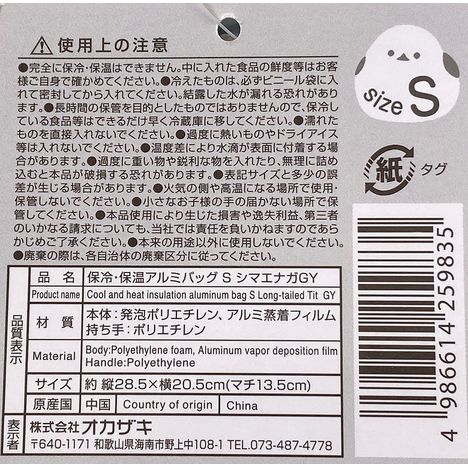 使用上の注意
●完全に保冷・保温はできません。中に入れた食品の鮮度等はお客
様ご自身で確かめてください。●冷えたものは、必ずビニール袋に入
れて密封してから入れてください。結露した水が漏れる恐れがありま
す。●長時間の保管を目的としたものではありませんので、保冷し
ている食品等はできるだけ早く冷蔵庫に移してください。●濡れた
ものを直接入れないでください。●過度に熱いものやドライアイス
等は入れないでください。●温度差により水滴が表面に付着する場
合があります。●過度に重い物や鋭利な物を入れたり、無理に詰め
込むと本品が破損する恐れがあります。●表記サイズと多少の誤
差が生じる場合があります。●火気の側や高温になる場所で使用・
保管しないでください。●小さなお子様の手の届かない場所で保管
してください。●本品使用により生じた損害や逸失利益、第三者
のいかなる請求についても、当社では責任を負いかねますのであら
かじめご了承ください。●本来の用途以外に使用しないでください。
●廃棄の際は、各自治体廃棄区分に従ってください。
size S
紙 タグ
品質表示
品 名 保冷・保温アルミバッグ S シマエナガGY
Product name Cool and heat insulation aluminum bag S Long-tailed Tit GY
材 質 本体:発泡ポリエチレン、アルミ蒸着フィルム
持ち手:ポリエチレン
Material Body:Polyethylene foam, Aluminum vapor deposition film
Handle:Polyethylene
サイズ 約 縦28.5×横20.5cm(マチ13.5cm)
原産国 中国 Country of origin China
表示者 株式会社オカザキ
〒640-1171 和歌山県海南市野上中108-1 TEL.073-487-4778
4 986614 259835